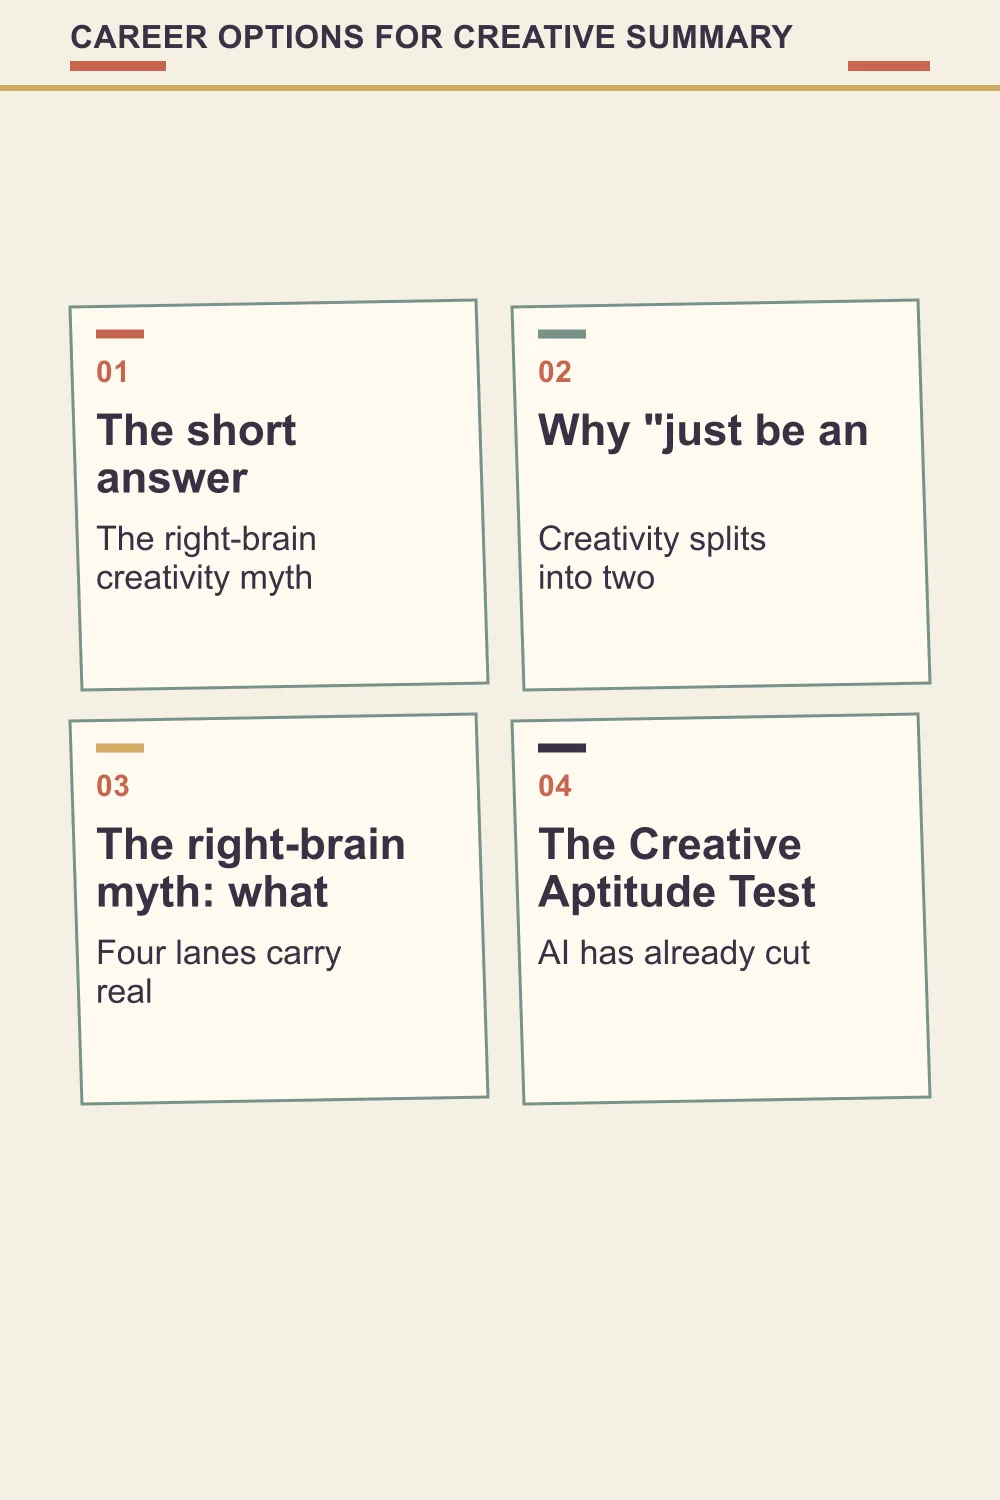 CAREER OPTIONS FOR CREATIVE SUMMARY
01
The short
answer
The right-brain
creativity myth
02
Why "just be an
Creativity splits
into two
03
The right-brain
myth: what
Four lanes carry
real
04
The Creative
Aptitude Test
AI has already cut